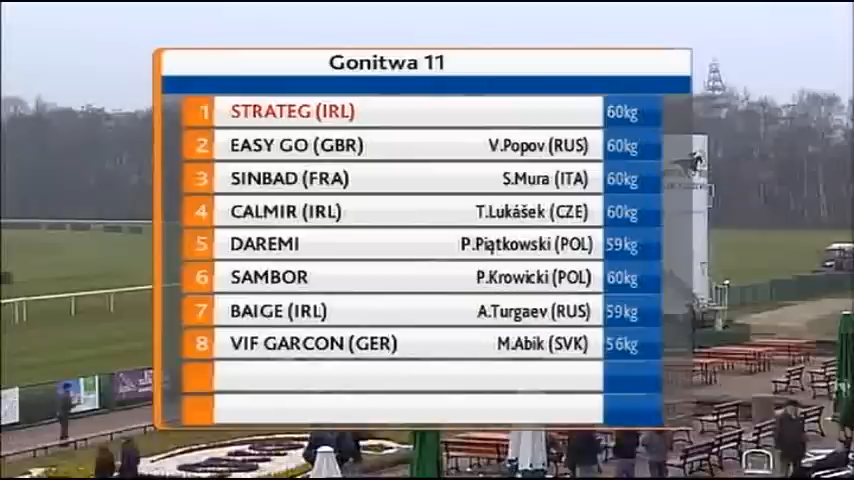 Gonitwa 11
1 STRATEG (IRL) 60kg
2 EASY GO (GBR) V.Popov (RUS) 60kg
3 SINBAD (FRA) S.Mura (ITA) 60kg
4 CALMIR (IRL) T.Lukášek (CZE) 60kg
5 DAREMI P.Piątkowski (POL) 59kg
6 SAMBOR P.Krowicki (POL) 60kg
7 BAIGE (IRL) A.Turgaev (RUS) 59kg
8 VIF GARCON (GER) M.Abik (SVK) 56kg